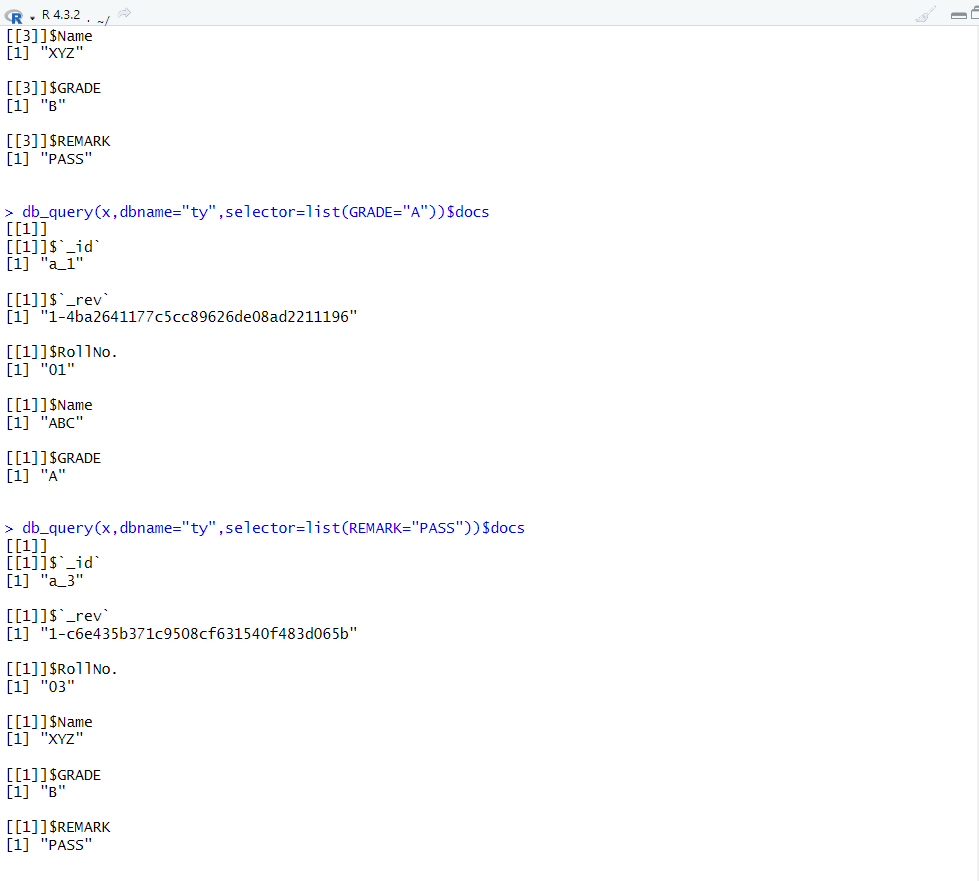 R R 4.3.2 . ~/
[[3]]$Name
[1] "XYZ"
[[3]]$GRADE
[1] "B"
[[3]]$REMARK
[1] "PASS"
> db_query(x,dbname="ty",selector=list(GRADE="A"))$docs
[[1]]
[[1]]$`_id`
[1] "a_1"
[[1]]$`_rev`
[1] "1-4ba2641177c5cc89626de08ad2211196"
[[1]]$RollNo.
[1] "01"
[[1]]$Name
[1] "ABC"
[[1]]$GRADE
[1] "A"
> db_query(x,dbname="ty",selector=list(REMARK="PASS"))$docs
[[1]]
[[1]]$`_id`
[1] "a_3"
[[1]]$`_rev`
[1] "1-c6e435b371c9508cf631540f483d065b"
[[1]]$RollNo.
[1] "03"
[[1]]$Name
[1] "XYZ"
[[1]]$GRADE
[1] "B"
[[1]]$REMARK
[1] "PASS"